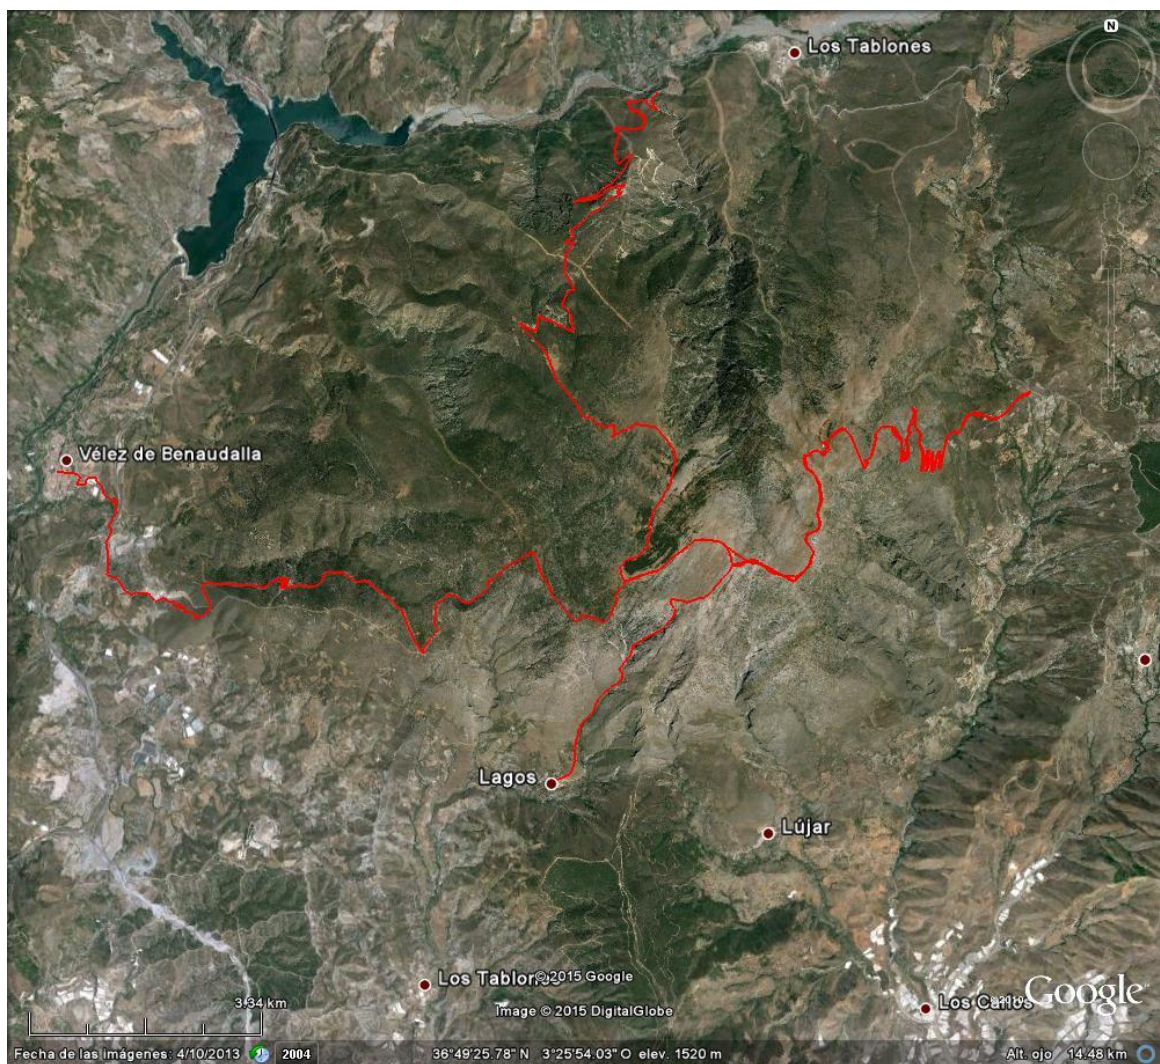 N
Los Tablones
Vélez de Benaudalla
Lagos
Lújar
Los Tablones
© 2015 Google
Image © 2015 DigitalGlobe
Los Carlos
Google
3.34 km
Fecha de las imágenes: 4/10/2013 2004 36°49'25.78" N 3°25'54.03" O elev. 1520 m Alt. ojo 14.48 km